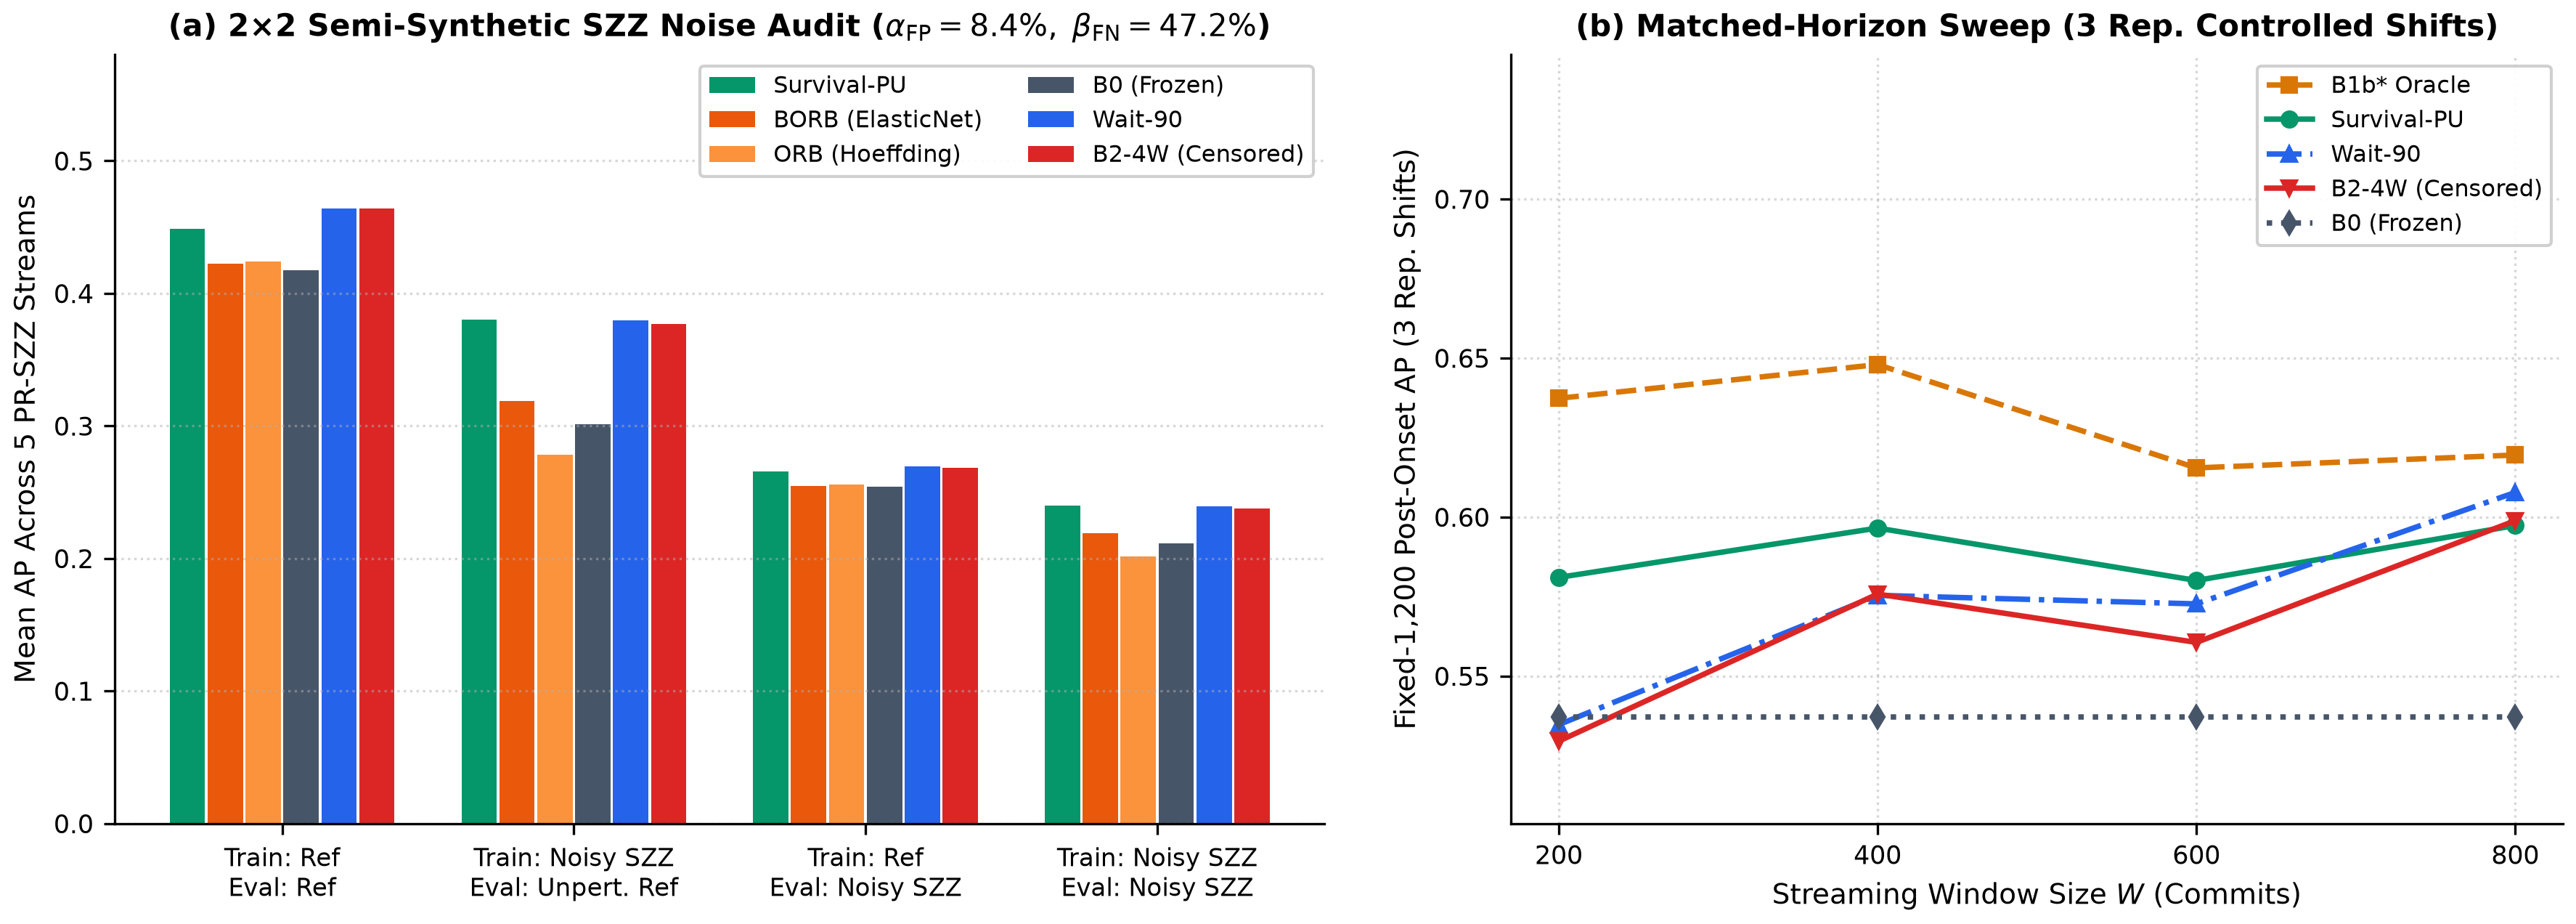 (a) 2×2 Semi-Synthetic SZZ Noise Audit (α_FP = 8.4%, β_FN = 47.2%)
Survival-PU
BORB (ElasticNet)
ORB (Hoeffding)
B0 (Frozen)
Wait-90
B2-4W (Censored)
Mean AP Across 5 PR-SZZ Streams
0.5
0.4
0.3
0.2
0.1
0.0
Train: Ref
Eval: Ref
Train: Noisy SZZ
Eval: Unpert. Ref
Train: Ref
Eval: Noisy SZZ
Train: Noisy SZZ
Eval: Noisy SZZ
(b) Matched-Horizon Sweep (3 Rep. Controlled Shifts)
B1b* Oracle
Survival-PU
Wait-90
B2-4W (Censored)
B0 (Frozen)
Fixed-1,200 Post-Onset AP (3 Rep. Shifts)
0.70
0.65
0.60
0.55
200
400
600
800
Streaming Window Size W (Commits)